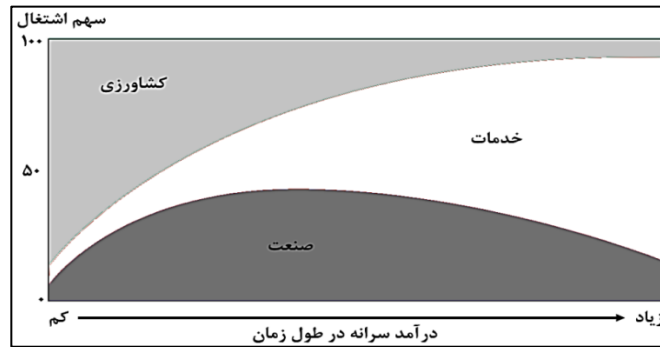 سهم اشتغال
۱۰۰
کشاورزی
خدمات
۵۰
صنعت
۰
کم
زیاد
درآمد سرانه در طول زمان